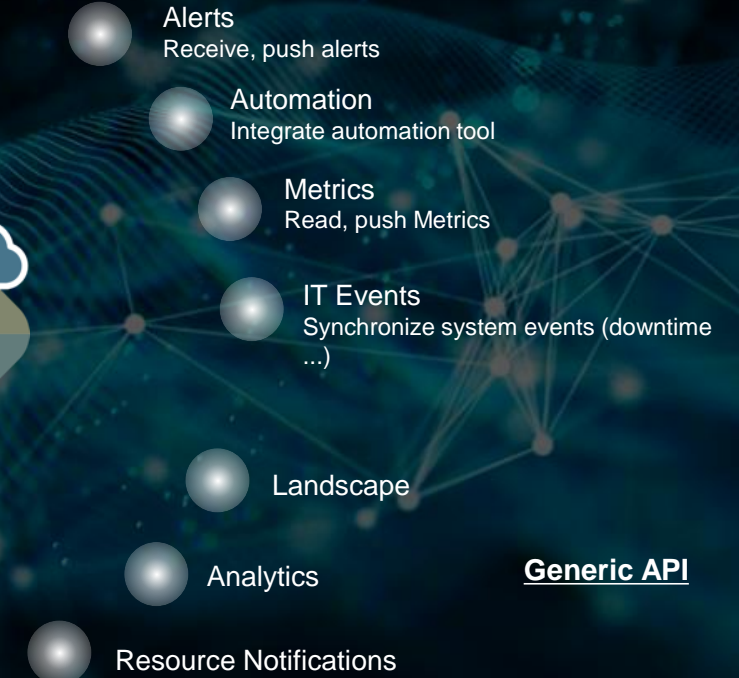 Alerts
Receive, push alerts
Automation
Integrate automation tool
Metrics
Read, push Metrics
IT Events
Synchronize system events (downtime
...)
Landscape
Analytics
Generic API
Resource Notifications